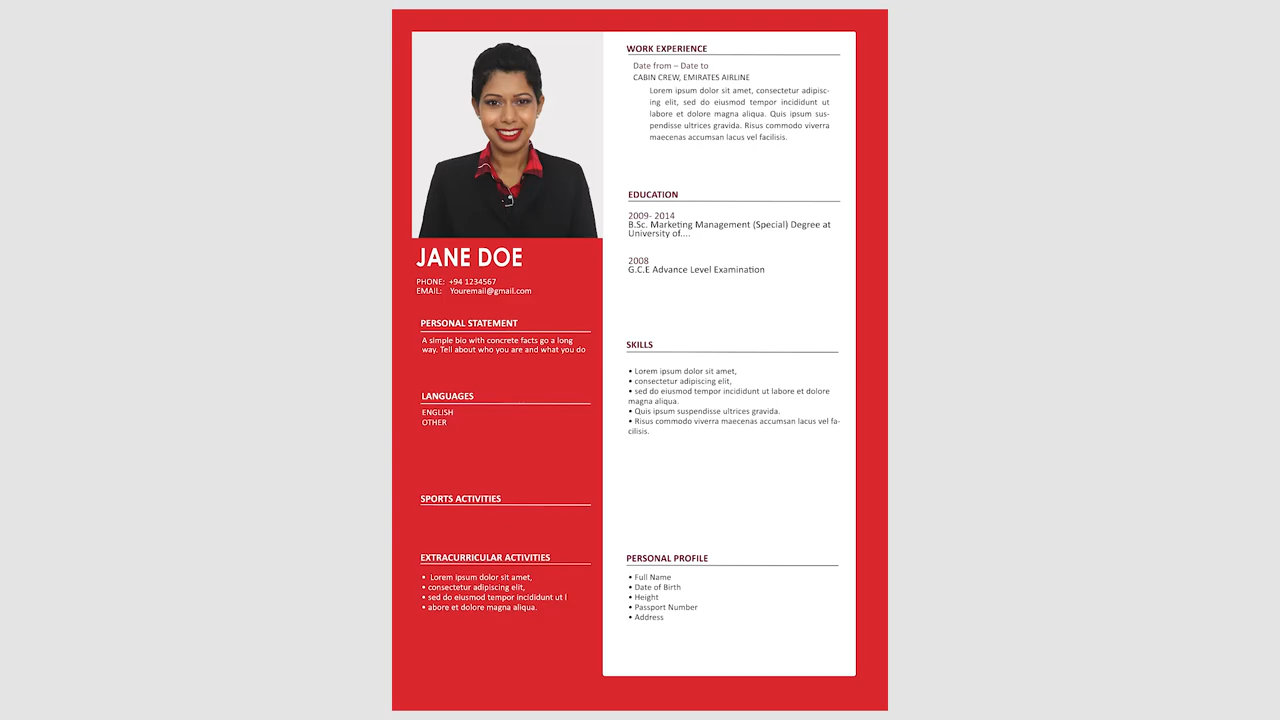 JANE DOE
PHONE: +94 1234567
EMAIL: Youremail@gmail.com
PERSONAL STATEMENT
A simple bio with concrete facts go a long
way. Tell about who you are and what you do
LANGUAGES
ENGLISH
OTHER
SPORTS ACTIVITIES
EXTRACURRICULAR ACTIVITIES
• Lorem ipsum dolor sit amet,
• consectetur adipiscing elit,
• sed do eiusmod tempor incididunt ut l
• abore et dolore magna aliqua.
WORK EXPERIENCE
Date from – Date to
CABIN CREW, EMIRATES AIRLINE
Lorem ipsum dolor sit amet, consectetur adipisc-
ing elit, sed do eiusmod tempor incididunt ut
labore et dolore magna aliqua. Quis ipsum sus-
pendisse ultrices gravida. Risus commodo viverra
maecenas accumsan lacus vel facilisis.
EDUCATION
2009- 2014
B.Sc. Marketing Management (Special) Degree at
University of....
2008
G.C.E Advance Level Examination
SKILLS
• Lorem ipsum dolor sit amet,
• consectetur adipiscing elit,
• sed do eiusmod tempor incididunt ut labore et dolore
magna aliqua.
• Quis ipsum suspendisse ultrices gravida.
• Risus commodo viverra maecenas accumsan lacus vel fa-
cilisis.
PERSONAL PROFILE
• Full Name
• Date of Birth
• Height
• Passport Number
• Address